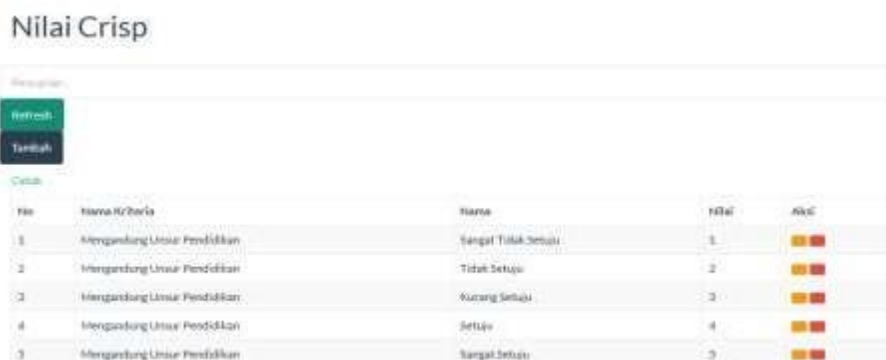 Nilai Crisp
Pencarian...
Refresh
Tambah
Cetak
No Nama Kriteria Nama Nilai Aksi
1 Mengandung Unsur Pendidikan Sangat Tidak Setuju 1
2 Mengandung Unsur Pendidikan Tidak Setuju 2
3 Mengandung Unsur Pendidikan Kurang Setuju 3
4 Mengandung Unsur Pendidikan Setuju 4
5 Mengandung Unsur Pendidikan Sangat Setuju 5